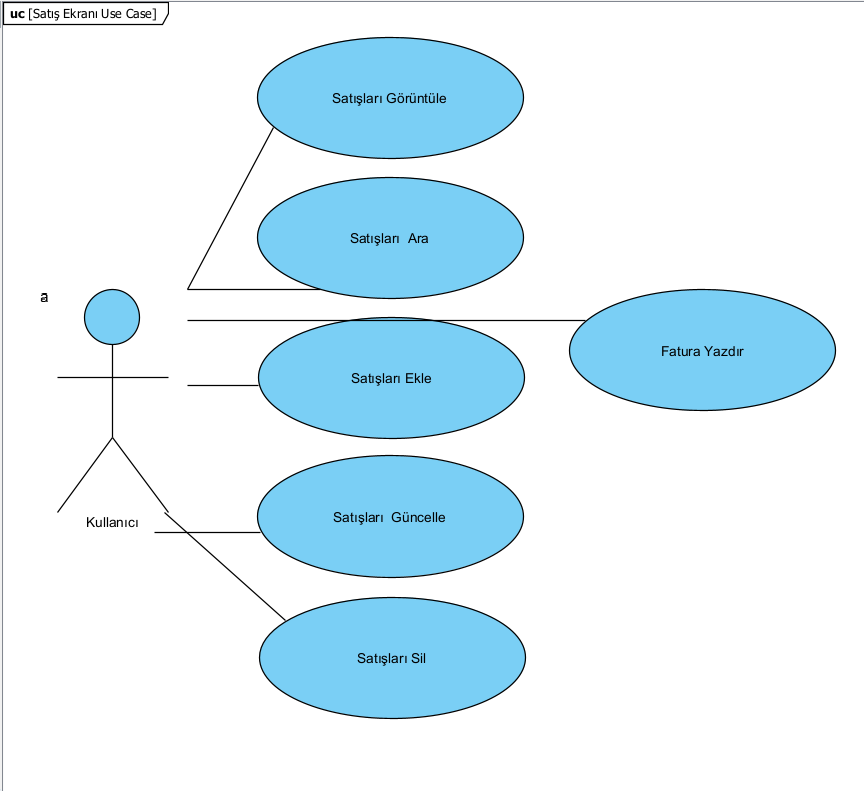 uc [Satış Ekranı Use Case]
Satışları Görüntüle
Satışları  Ara
a
Fatura Yazdır
Satışları Ekle
Satışları  Güncelle
Kullanıcı
Satışları Sil